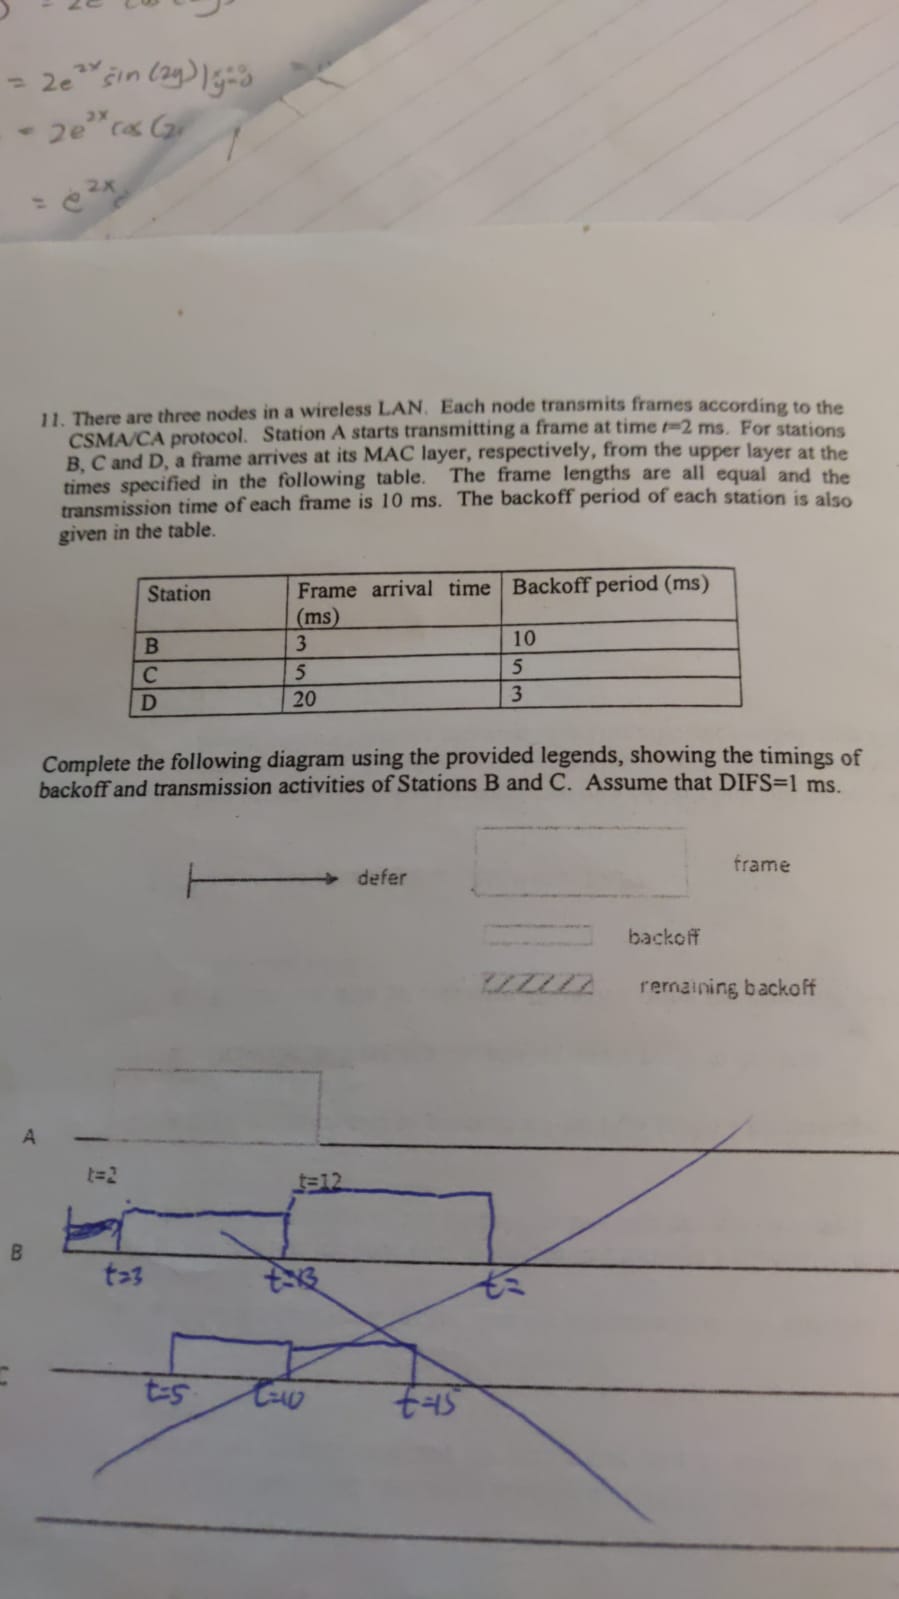 = 2e^2x sin(2y)|
= 2e^2x cos(2
= e^2x
11. There are three nodes in a wireless LAN. Each node transmits frames according to the
CSMA/CA protocol. Station A starts transmitting a frame at time t=2 ms. For stations
B, C and D, a frame arrives at its MAC layer, respectively, from the upper layer at the
times specified in the following table. The frame lengths are all equal and the
transmission time of each frame is 10 ms. The backoff period of each station is also
given in the table.
Station Frame arrival time (ms) Backoff period (ms)
B 3 10
C 5 5
D 20 3
Complete the following diagram using the provided legends, showing the timings of
backoff and transmission activities of Stations B and C. Assume that DIFS=1 ms.
defer
frame
backoff
remaining backoff
A
t=2
t=12
B
t=3
t=13
t=
t=5
t=10
t=15